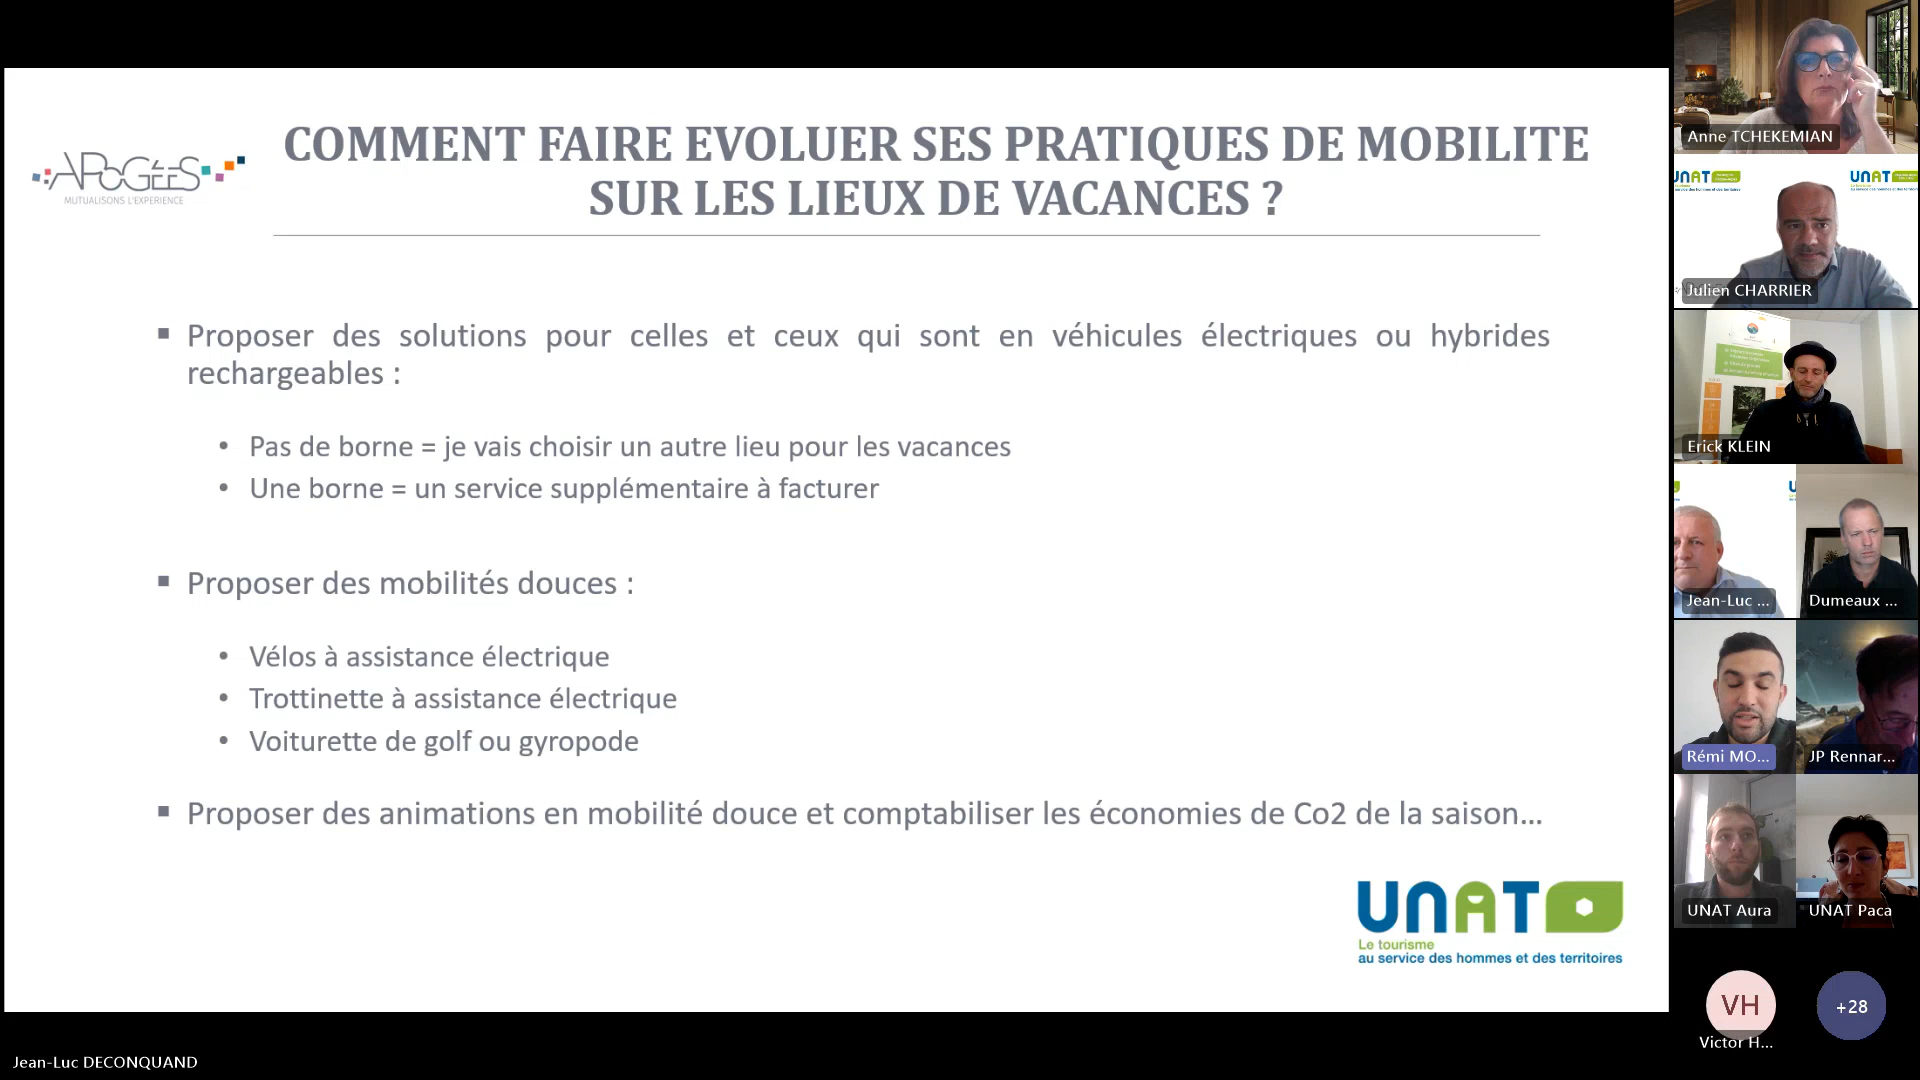 COMMENT FAIRE EVOLUER SES PRATIQUES DE MOBILITE
SUR LES LIEUX DE VACANCES ?
APOGÉES
MUTUALISONS L'EXPERIENCE
▪ Proposer des solutions pour celles et ceux qui sont en véhicules électriques ou hybrides
rechargeables :
• Pas de borne = je vais choisir un autre lieu pour les vacances
• Une borne = un service supplémentaire à facturer
▪ Proposer des mobilités douces :
• Vélos à assistance électrique
• Trottinette à assistance électrique
• Voiturette de golf ou gyropode
▪ Proposer des animations en mobilité douce et comptabiliser les économies de Co2 de la saison...
UNAT
Le tourisme
au service des hommes et des territoires
Jean-Luc DECONQUAND
Anne TCHEKEMIAN
UNAT
Julien CHARRIER
Erick KLEIN
Jean-Luc ...
Dumeaux ...
Rémi MO...
JP Rennar...
UNAT Aura
UNAT Paca
VH
Victor H...
+28